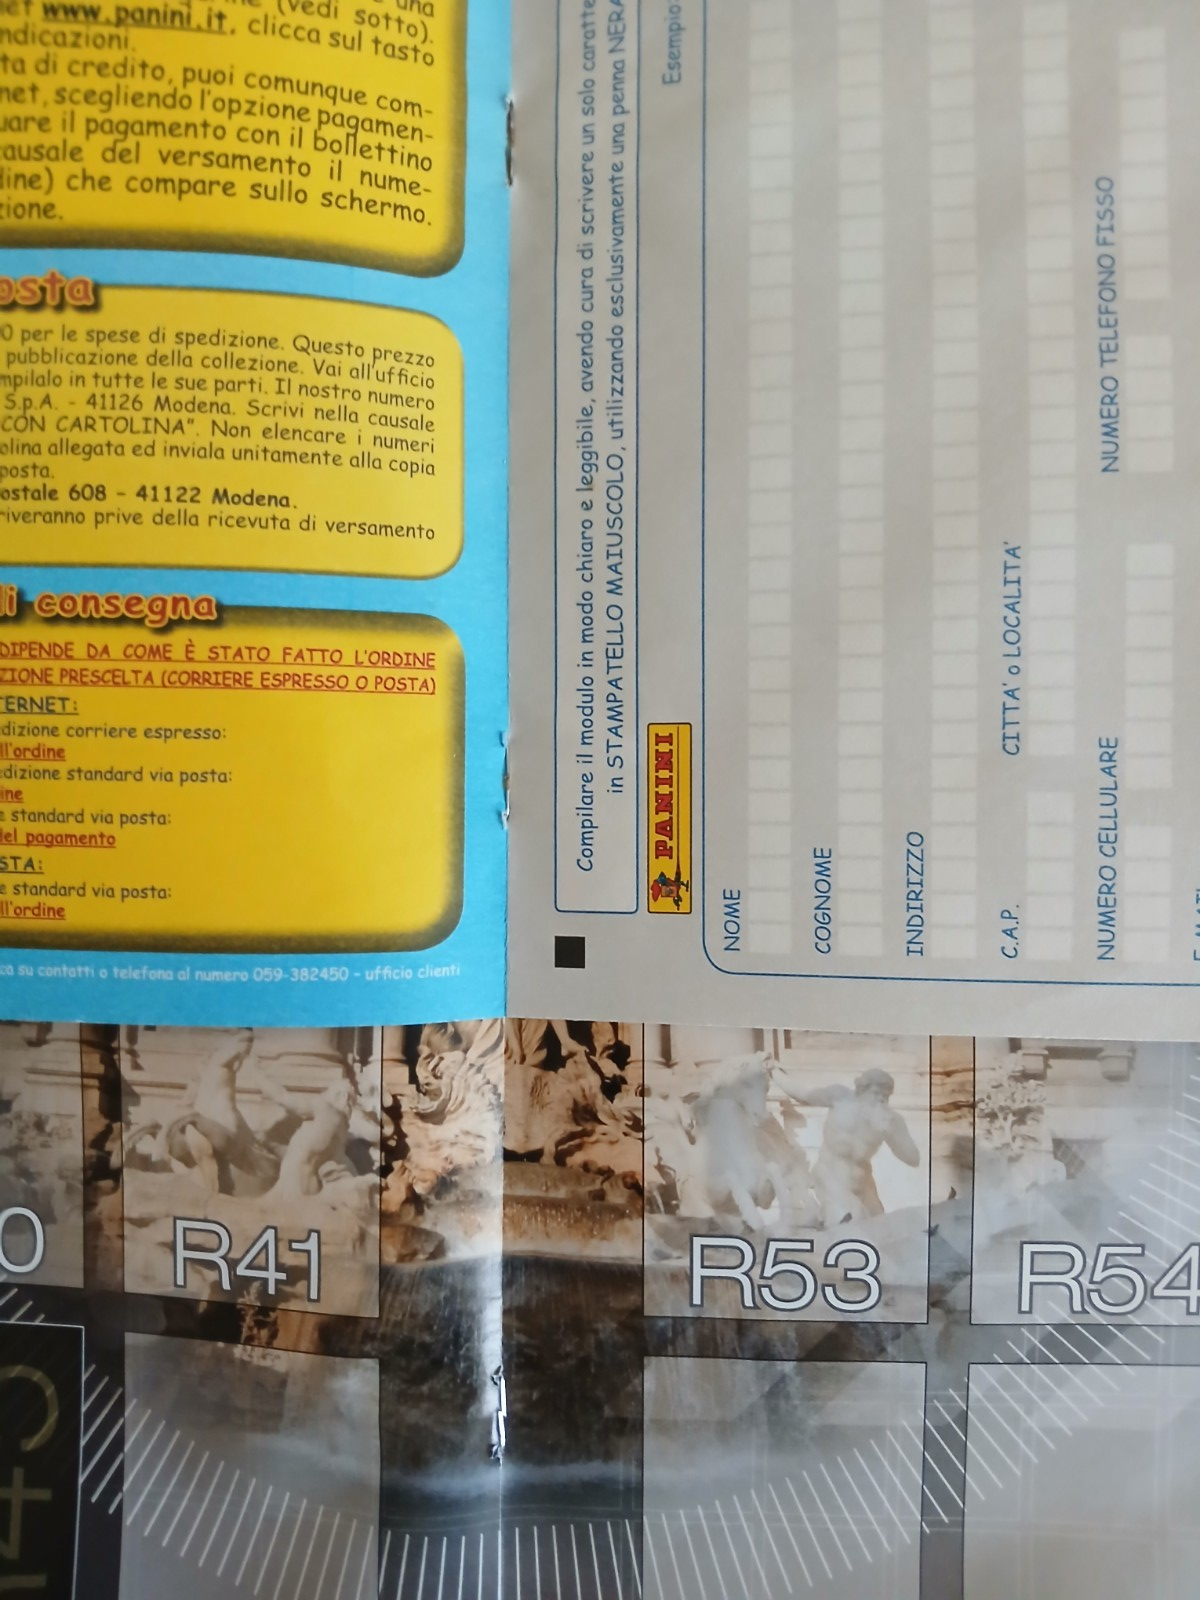 una
(vedi sotto).
www.panini.it, clicca sul tasto
ndicazioni.
ta di credito, puoi comunque com-
net, scegliendo l'opzione pagamen-
uare il pagamento con il bollettino
causale del versamento il nume-
dine) che compare sullo schermo.
zione.
osta
0 per le spese di spedizione. Questo prezzo
pubblicazione della collezione. Vai all'ufficio
mpilalo in tutte le sue parti. Il nostro numero
S.p.A. - 41126 Modena. Scrivi nella causale
CON CARTOLINA". Non elencare i numeri
olina allegata ed inviala unitamente alla copia
posta.
ostale 608 - 41122 Modena.
riveranno prive della ricevuta di versamento
di consegna
DIPENDE DA COME È STATO FATTO L'ORDINE
ZIONE PRESCELTA (CORRIERE ESPRESSO O POSTA)
TERNET:
dizione corriere espresso:
ll'ordine
dizione standard via posta:
ine
e standard via posta:
del pagamento
STA:
e standard via posta:
ll'ordine
ca su contatti o telefona al numero 059-382450 - ufficio clienti
Compilare il modulo in modo chiaro e leggibile, avendo cura di scrivere un solo caratte
in STAMPATELLO MAIUSCOLO, utilizzando esclusivamente una penna NERA
PANINI
Esempio:
NOME
COGNOME
INDIRIZZO
C.A.P.
CITTA' o LOCALITA'
NUMERO CELLULARE
NUMERO TELEFONO FISSO
0
R41
R53
R54